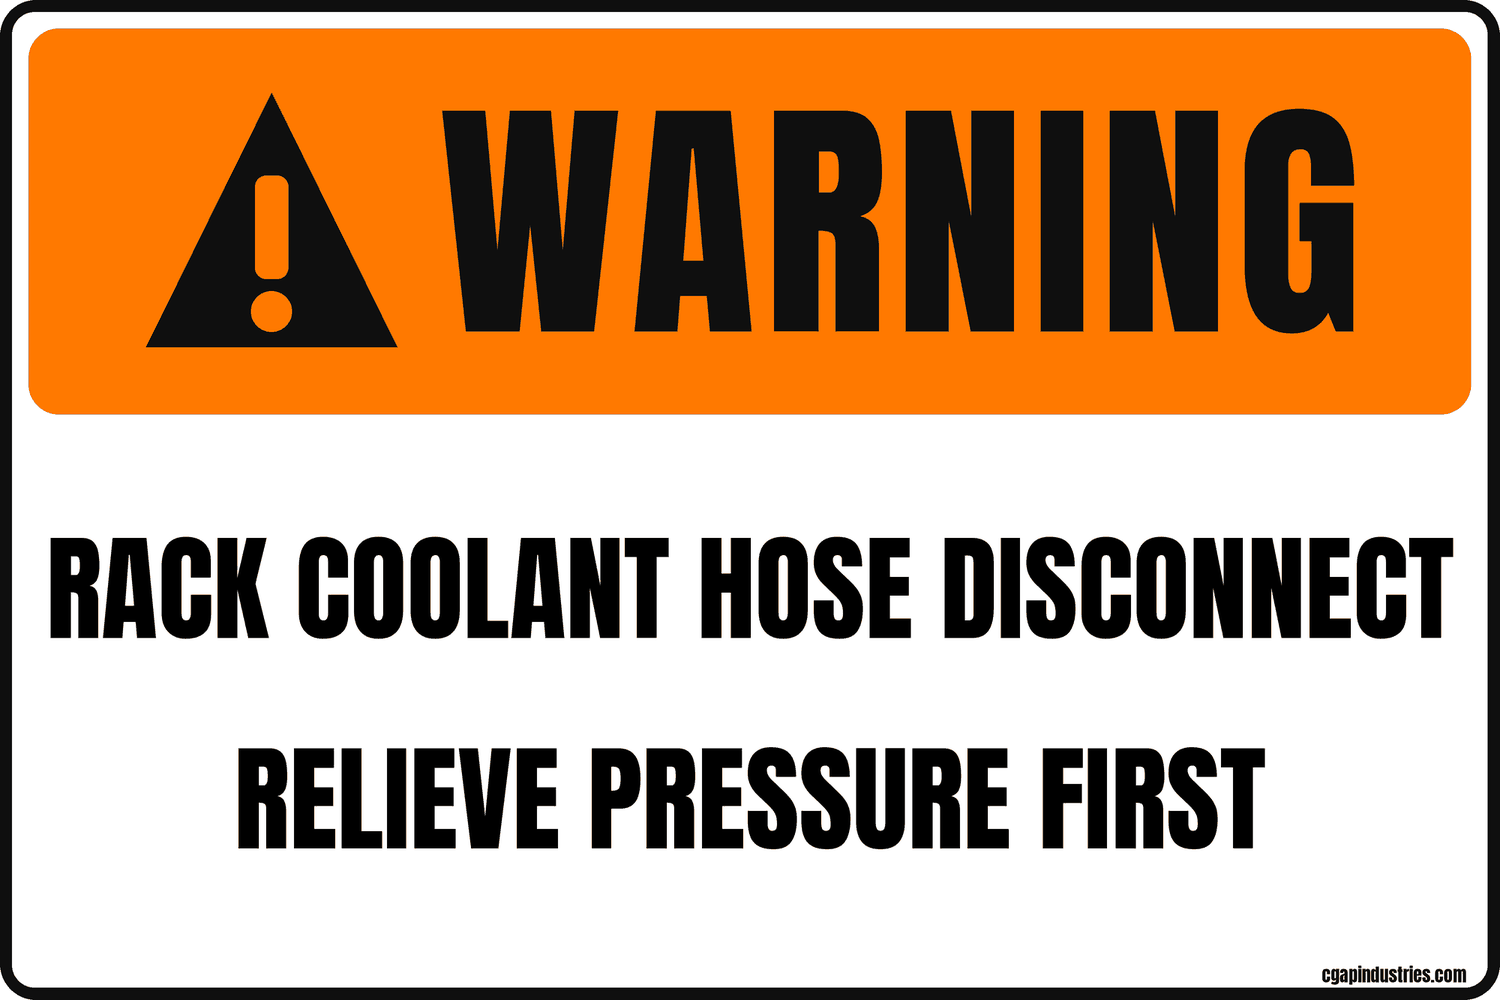 WARNING
RACK COOLANT HOSE DISCONNECT
RELIEVE PRESSURE FIRST
cgapindustries.com